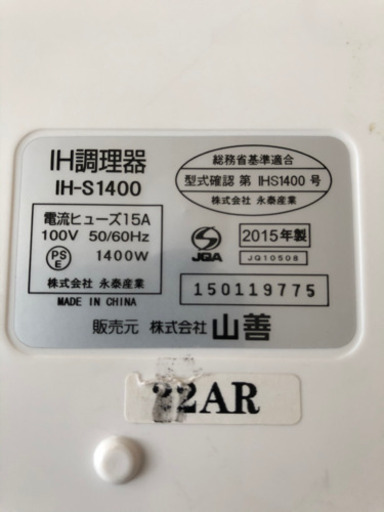 IH調理器
IH-S1400
電流ヒューズ15A
100V 50/60Hz
PS
E
1400W
株式会社 永泰産業
MADE IN CHINA
総務省基準適合
型式確認 第 IHS1400 号
株式会社 永泰産業
JQA
2015年製
JQ10508
150119775
販売元 株式会社 山善
22AR